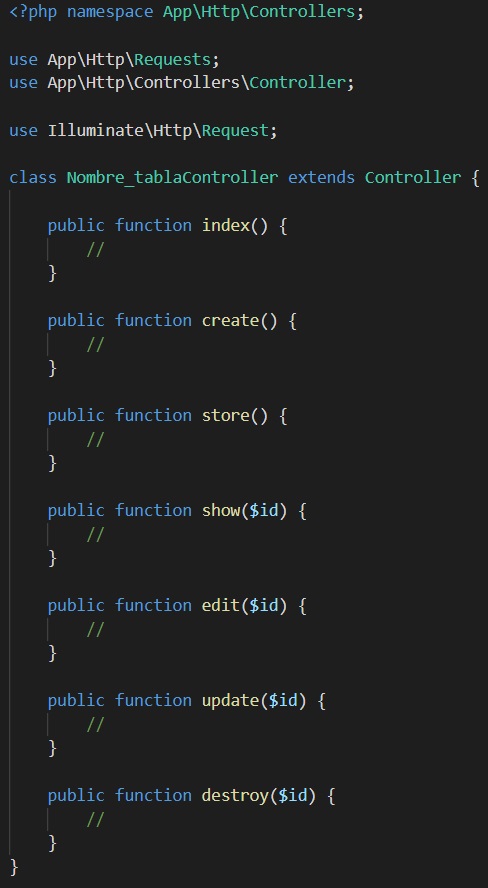 <?php namespace App\Http\Controllers;
use App\Http\Requests;
use App\Http\Controllers\Controller;
use Illuminate\Http\Request;
class Nombre_tablaController extends Controller {
public function index() {
//
}
public function create() {
//
}
public function store() {
//
}
public function show($id) {
//
}
public function edit($id) {
//
}
public function update($id) {
//
}
public function destroy($id) {
//
}
}